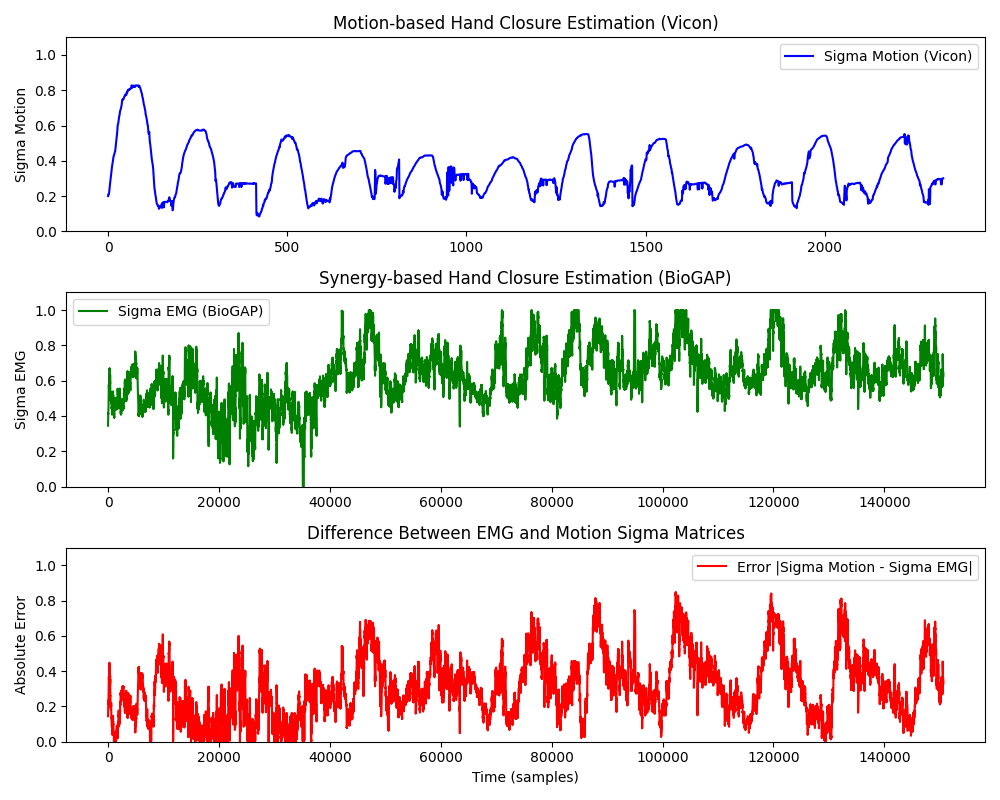 Motion-based Hand Closure Estimation (Vicon)
1.0
0.8
0.6
0.4
0.2
0.0
Sigma Motion
Sigma Motion (Vicon)
0 500 1000 1500 2000
Synergy-based Hand Closure Estimation (BioGAP)
1.0
0.8
0.6
0.4
0.2
0.0
Sigma EMG
Sigma EMG (BioGAP)
0 20000 40000 60000 80000 100000 120000 140000
Difference Between EMG and Motion Sigma Matrices
1.0
0.8
0.6
0.4
0.2
0.0
Absolute Error
Error |Sigma Motion - Sigma EMG|
0 20000 40000 60000 80000 100000 120000 140000
Time (samples)